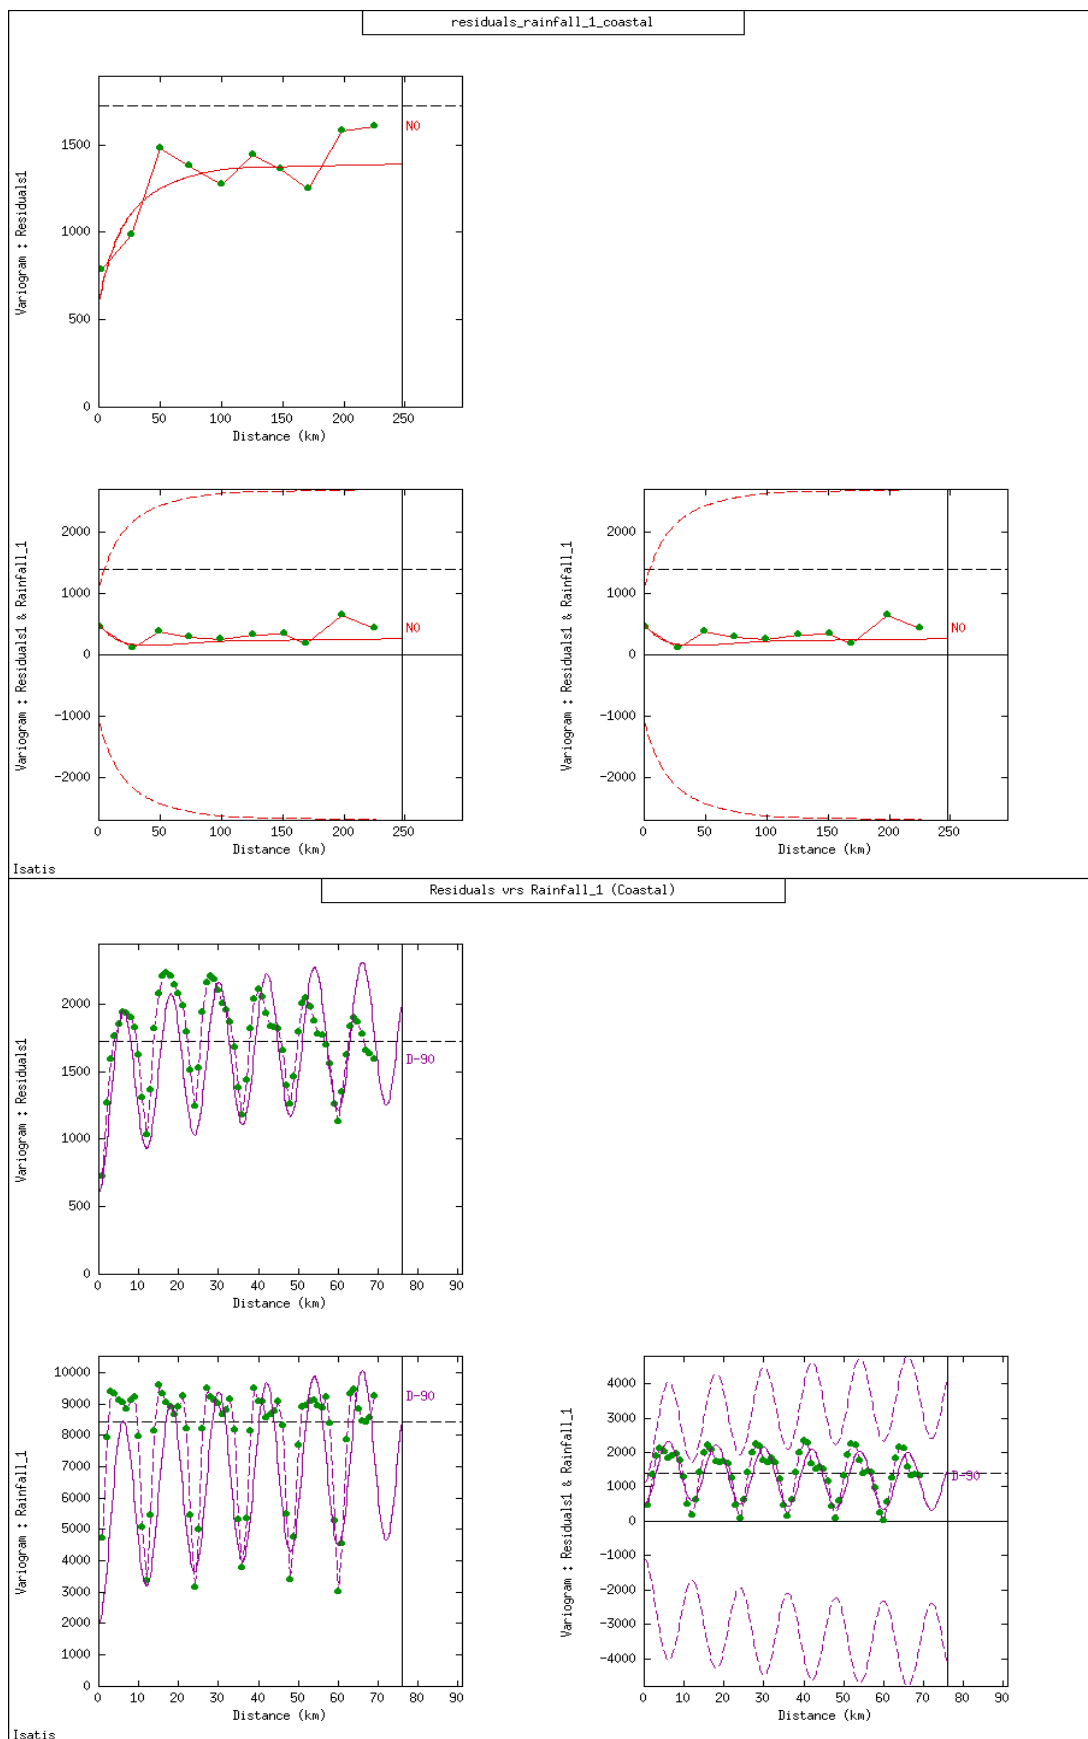 residuals_rainfall_1_coastal
Variogram : Residuals1
1500
1000
500
0
N0
0 50 100 150 200 250
Distance (km)
Variogram : Residuals1 & Rainfall_1
2000
1000
0
-1000
-2000
N0
0 50 100 150 200 250
Distance (km)
Variogram : Residuals1 & Rainfall_1
2000
1000
0
-1000
-2000
N0
0 50 100 150 200 250
Distance (km)
Isatis
Residuals vrs Rainfall_1 (Coastal)
Variogram : Residuals1
2000
1500
1000
500
0
D-90
0 10 20 30 40 50 60 70 80 90
Distance (km)
Variogram : Rainfall_1
10000
9000
8000
7000
6000
5000
4000
3000
2000
1000
0
D-90
0 10 20 30 40 50 60 70 80 90
Distance (km)
Variogram : Residuals1 & Rainfall_1
4000
3000
2000
1000
0
-1000
-2000
-3000
-4000
D-90
0 10 20 30 40 50 60 70 80 90
Distance (km)
Isatis